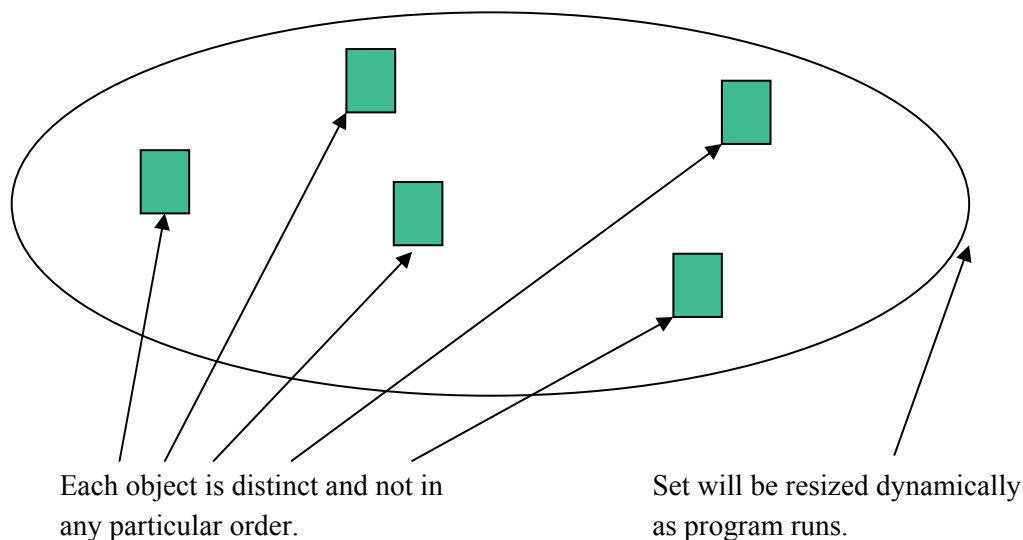 Each object is distinct and not in
any particular order.
Set will be resized dynamically
as program runs.